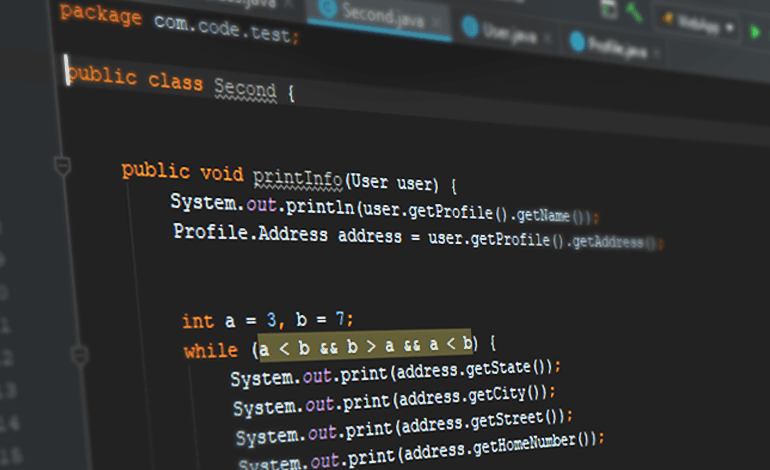 Second.java User.java Profile.java WebApp
package com.code.test;
public class Second {
public void printInfo(User user) {
System.out.println(user.getProfile().getName());
Profile.Address address = user.getProfile().getAddress();
int a = 3, b = 7;
while (a < b && b > a && a < b) {
System.out.print(address.getState());
System.out.print(address.getCity());
System.out.print(address.getStreet());
System.out.print(address.getHomeNumber());